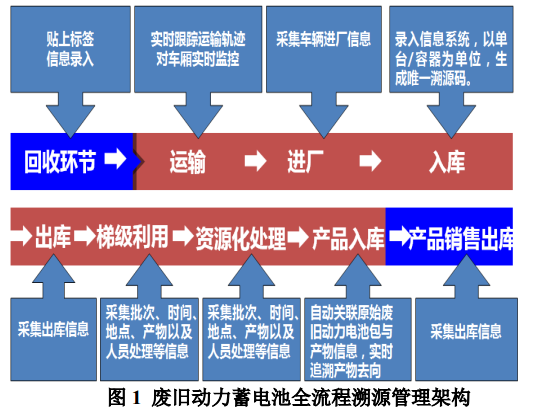 贴上标签
信息录入
实时跟踪运输轨迹
对车厢实时监控
采集车辆进厂信息
录入信息系统，以单
台/容器为单位，生
成唯一溯源码。
回收环节
运输
进厂
入库
出库
梯级利用
资源化处理
产品入库
产品销售出库
采集出库信息
采集批次、时间、
地点、产物以及
人员处理等信息
采集批次、时间、
地点、产物以及
人员处理等信息
自动关联原始废
旧动力电池包与
产物信息，实时
追溯产物去向
采集出库信息
图 1 废旧动力蓄电池全流程溯源管理架构